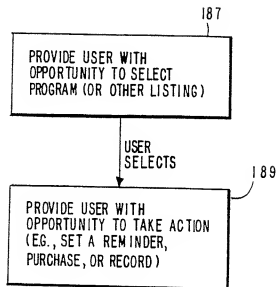 187
PROVIDE USER WITH
OPPORTUNITY TO SELECT
PROGRAM (OR OTHER LISTING)
USER
SELECTS
189
PROVIDE USER WITH
OPPORTUNITY TO TAKE ACTION
(E.G., SET A REMINDER,
PURCHASE, OR RECORD)